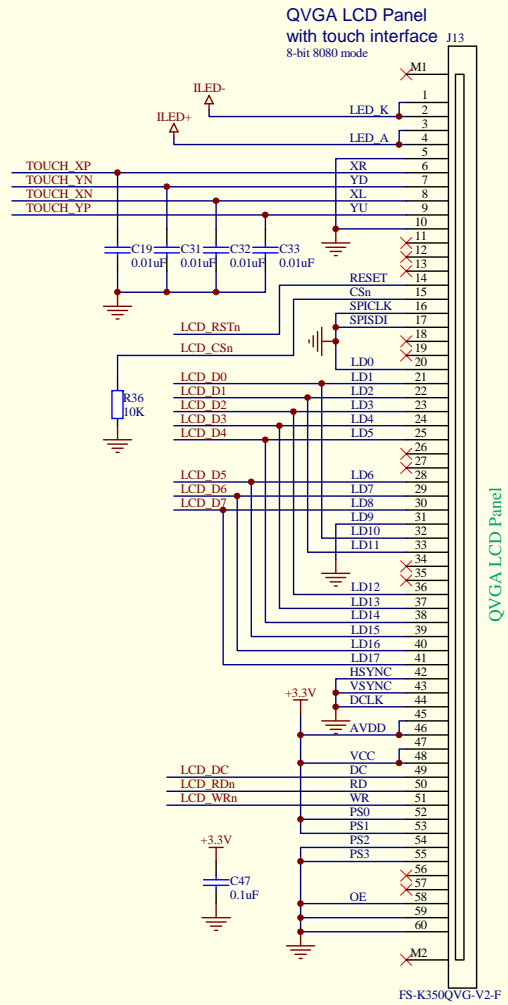 QVGA LCD Panel
with touch interface J13
8-bit 8080 mode
M1
ILED-
1
LED_K 2
ILED+
3
LED_A 4
5
TOUCH_XP XR 6
TOUCH_YN YD 7
TOUCH_XN XL 8
TOUCH_YP YU 9
10
11
C19 C31 C32 C33 12
0.01uF 0.01uF 0.01uF 0.01uF 13
RESET 14
CSn 15
SPICLK 16
LCD_RSTn SPISDI 17
18
LCD_CSn 19
LD0 20
LCD_D0 LD1 21
R36 LCD_D1 LD2 22
10K LCD_D2 LD3 23
LCD_D3 LD4 24
LCD_D4 LD5 25
26
27
LCD_D5 LD6 28
LCD_D6 LD7 29
LCD_D7 LD8 30
LD9 31
LD10 32
LD11 33
34
35
LD12 36
LD13 37
LD14 38
LD15 39
LD16 40
LD17 41
QVGA LCD Panel
HSYNC 42
+3.3V VSYNC 43
DCLK 44
45
AVDD 46
47
VCC 48
LCD_DC DC 49
LCD_RDn RD 50
LCD_WRn WR 51
PS0 52
PS1 53
+3.3V PS2 54
PS3 55
56
C47 57
0.1uF OE 58
59
60
M2
FS-K350QVG-V2-F